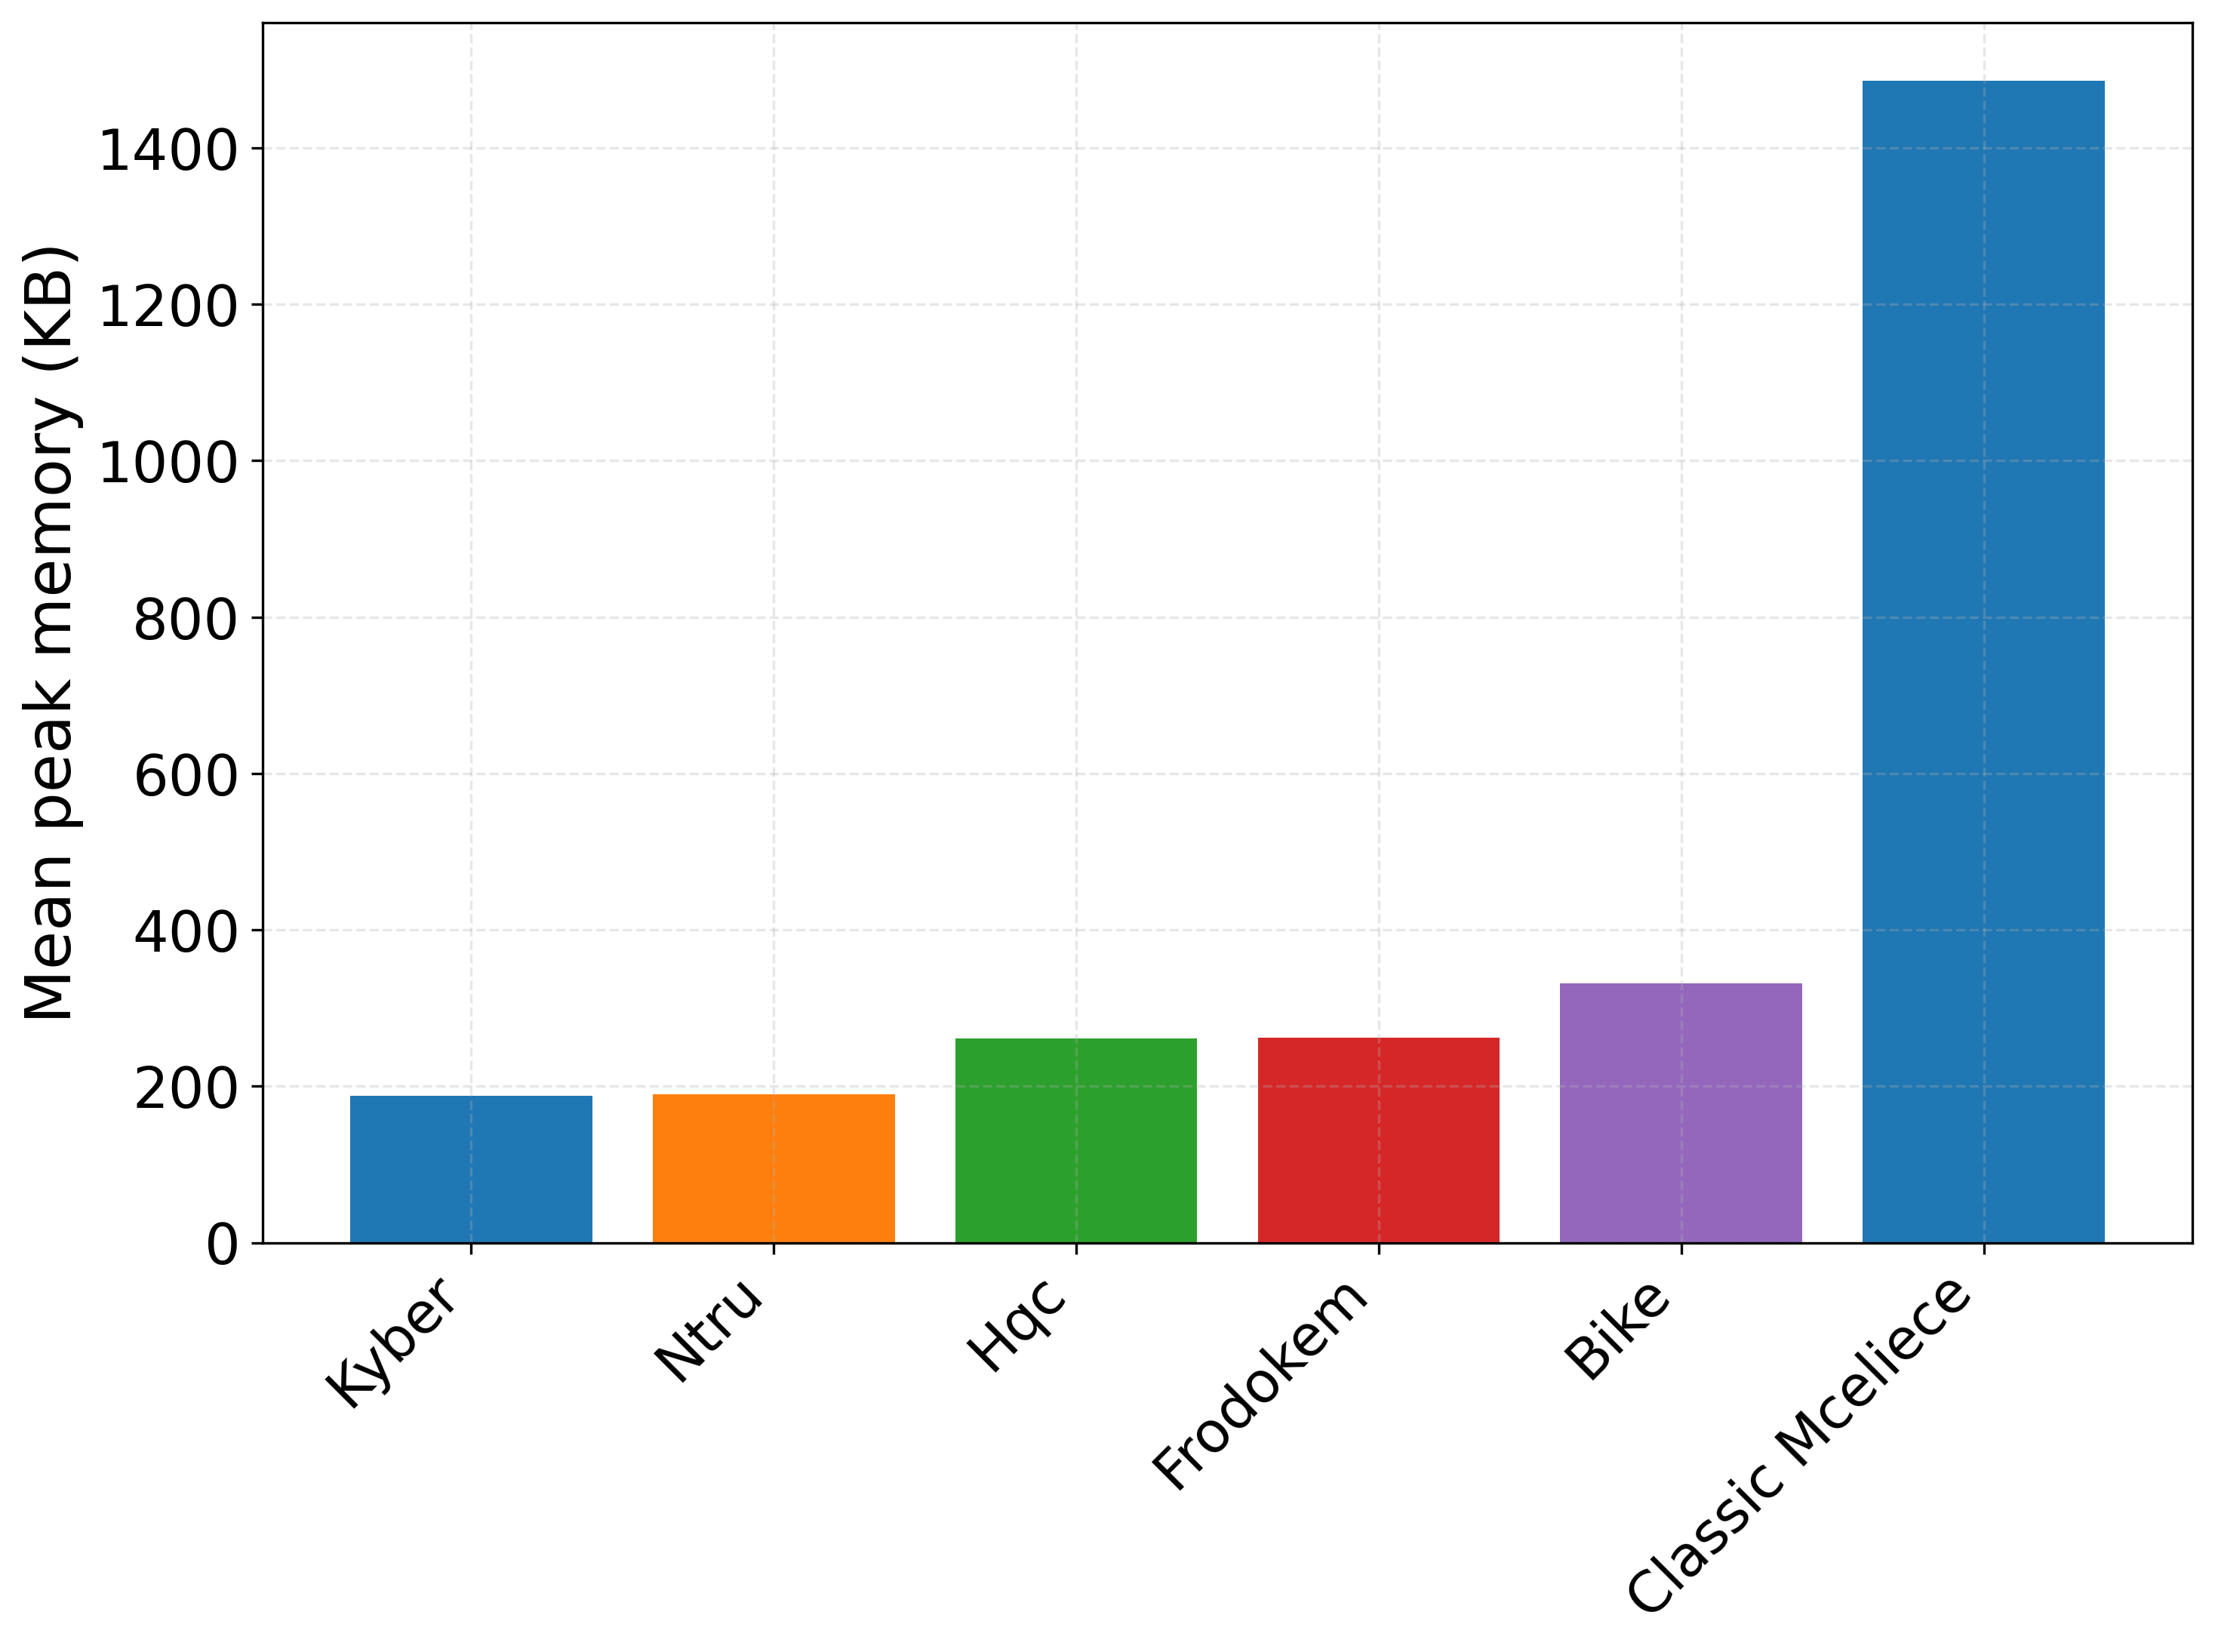 Mean peak memory (KB)
1400
1200
1000
800
600
400
200
0
Kyber
Ntru
Hqc
Frodokem
Bike
Classic Mceliece